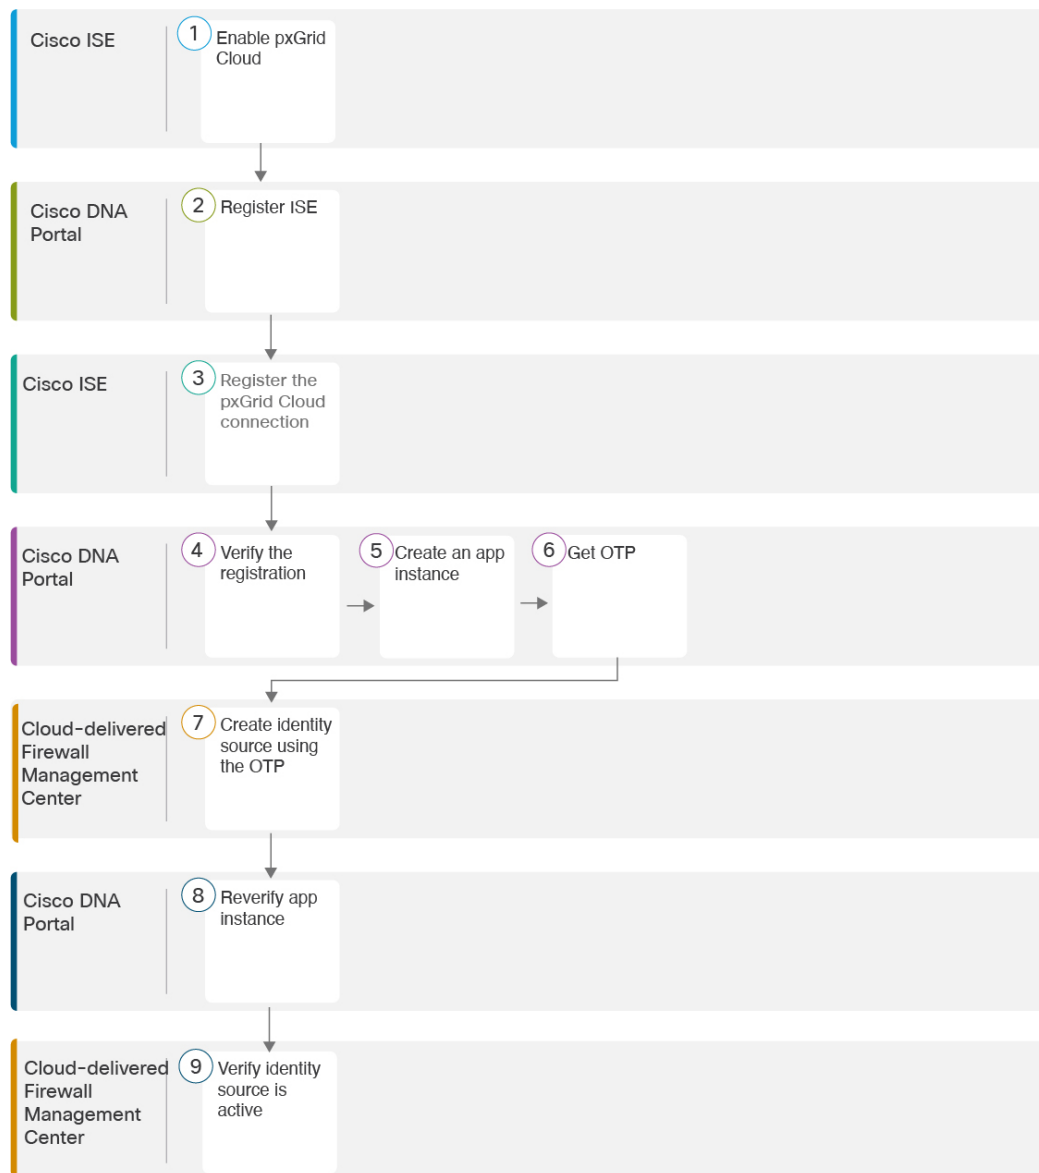 Cisco ISE
1
Enable pxGrid
Cloud
Cisco DNA
Portal
2
Register ISE
Cisco ISE
3
Register the
pxGrid Cloud
connection
Cisco DNA
Portal
4
Verify the
registration
5
Create an app
instance
6
Get OTP
Cloud-delivered
Firewall
Management
Center
7
Create identity
source using
the OTP
Cisco DNA
Portal
8
Reverify app
instance
Cloud-delivered
Firewall
Management
Center
9
Verify identity
source is
active